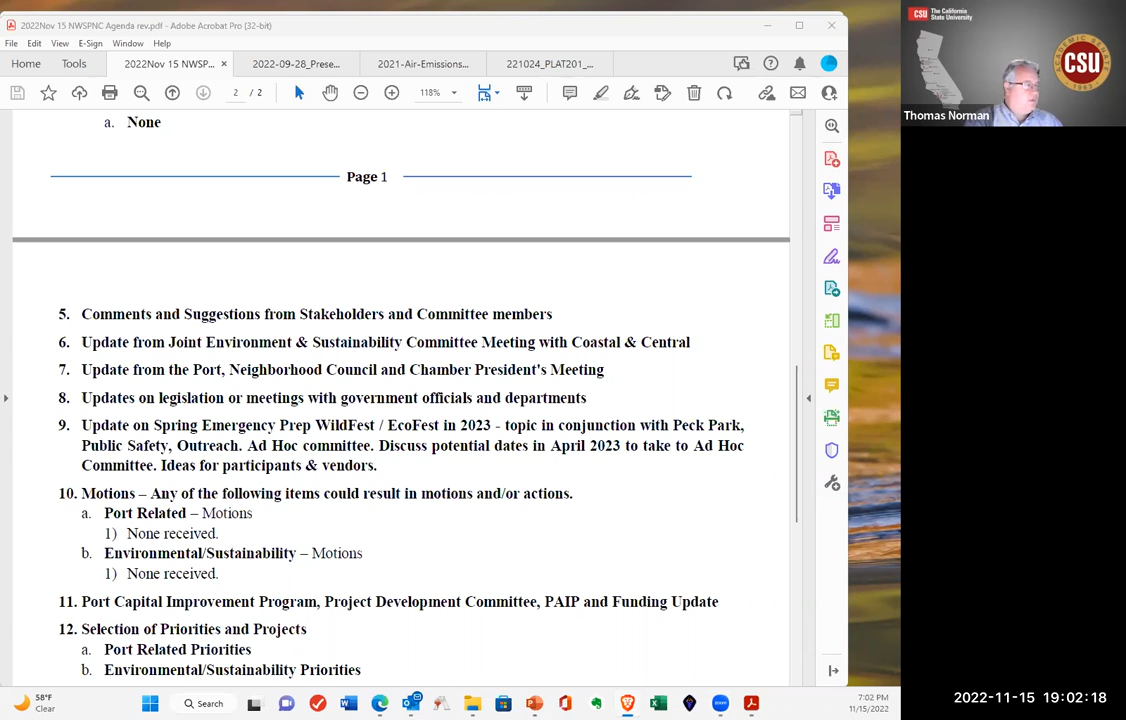 2022Nov 15 NWSPNC Agenda rev.pdf - Adobe Acrobat Pro (32-bit)
File Edit View E-Sign Window Help
Home Tools 2022Nov 15 NWSP... × 2022-09-28_Prese... 2021-Air-Emissions... 221024_PLAT201_...
2 / 2 118%
a. None
Page 1
5. Comments and Suggestions from Stakeholders and Committee members
6. Update from Joint Environment & Sustainability Committee Meeting with Coastal & Central
7. Update from the Port, Neighborhood Council and Chamber President's Meeting
8. Updates on legislation or meetings with government officials and departments
9. Update on Spring Emergency Prep WildFest / EcoFest in 2023 - topic in conjunction with Peck Park,
Public Safety, Outreach. Ad Hoc committee. Discuss potential dates in April 2023 to take to Ad Hoc
Committee. Ideas for participants & vendors.
10. Motions – Any of the following items could result in motions and/or actions.
a. Port Related – Motions
1) None received.
b. Environmental/Sustainability – Motions
1) None received.
11. Port Capital Improvement Program, Project Development Committee, PAIP and Funding Update
12. Selection of Priorities and Projects
a. Port Related Priorities
b. Environmental/Sustainability Priorities
CSU The California
State University
CSU
Thomas Norman
58°F
Clear
Search
7:02 PM
11/15/2022
2022-11-15 19:02:18